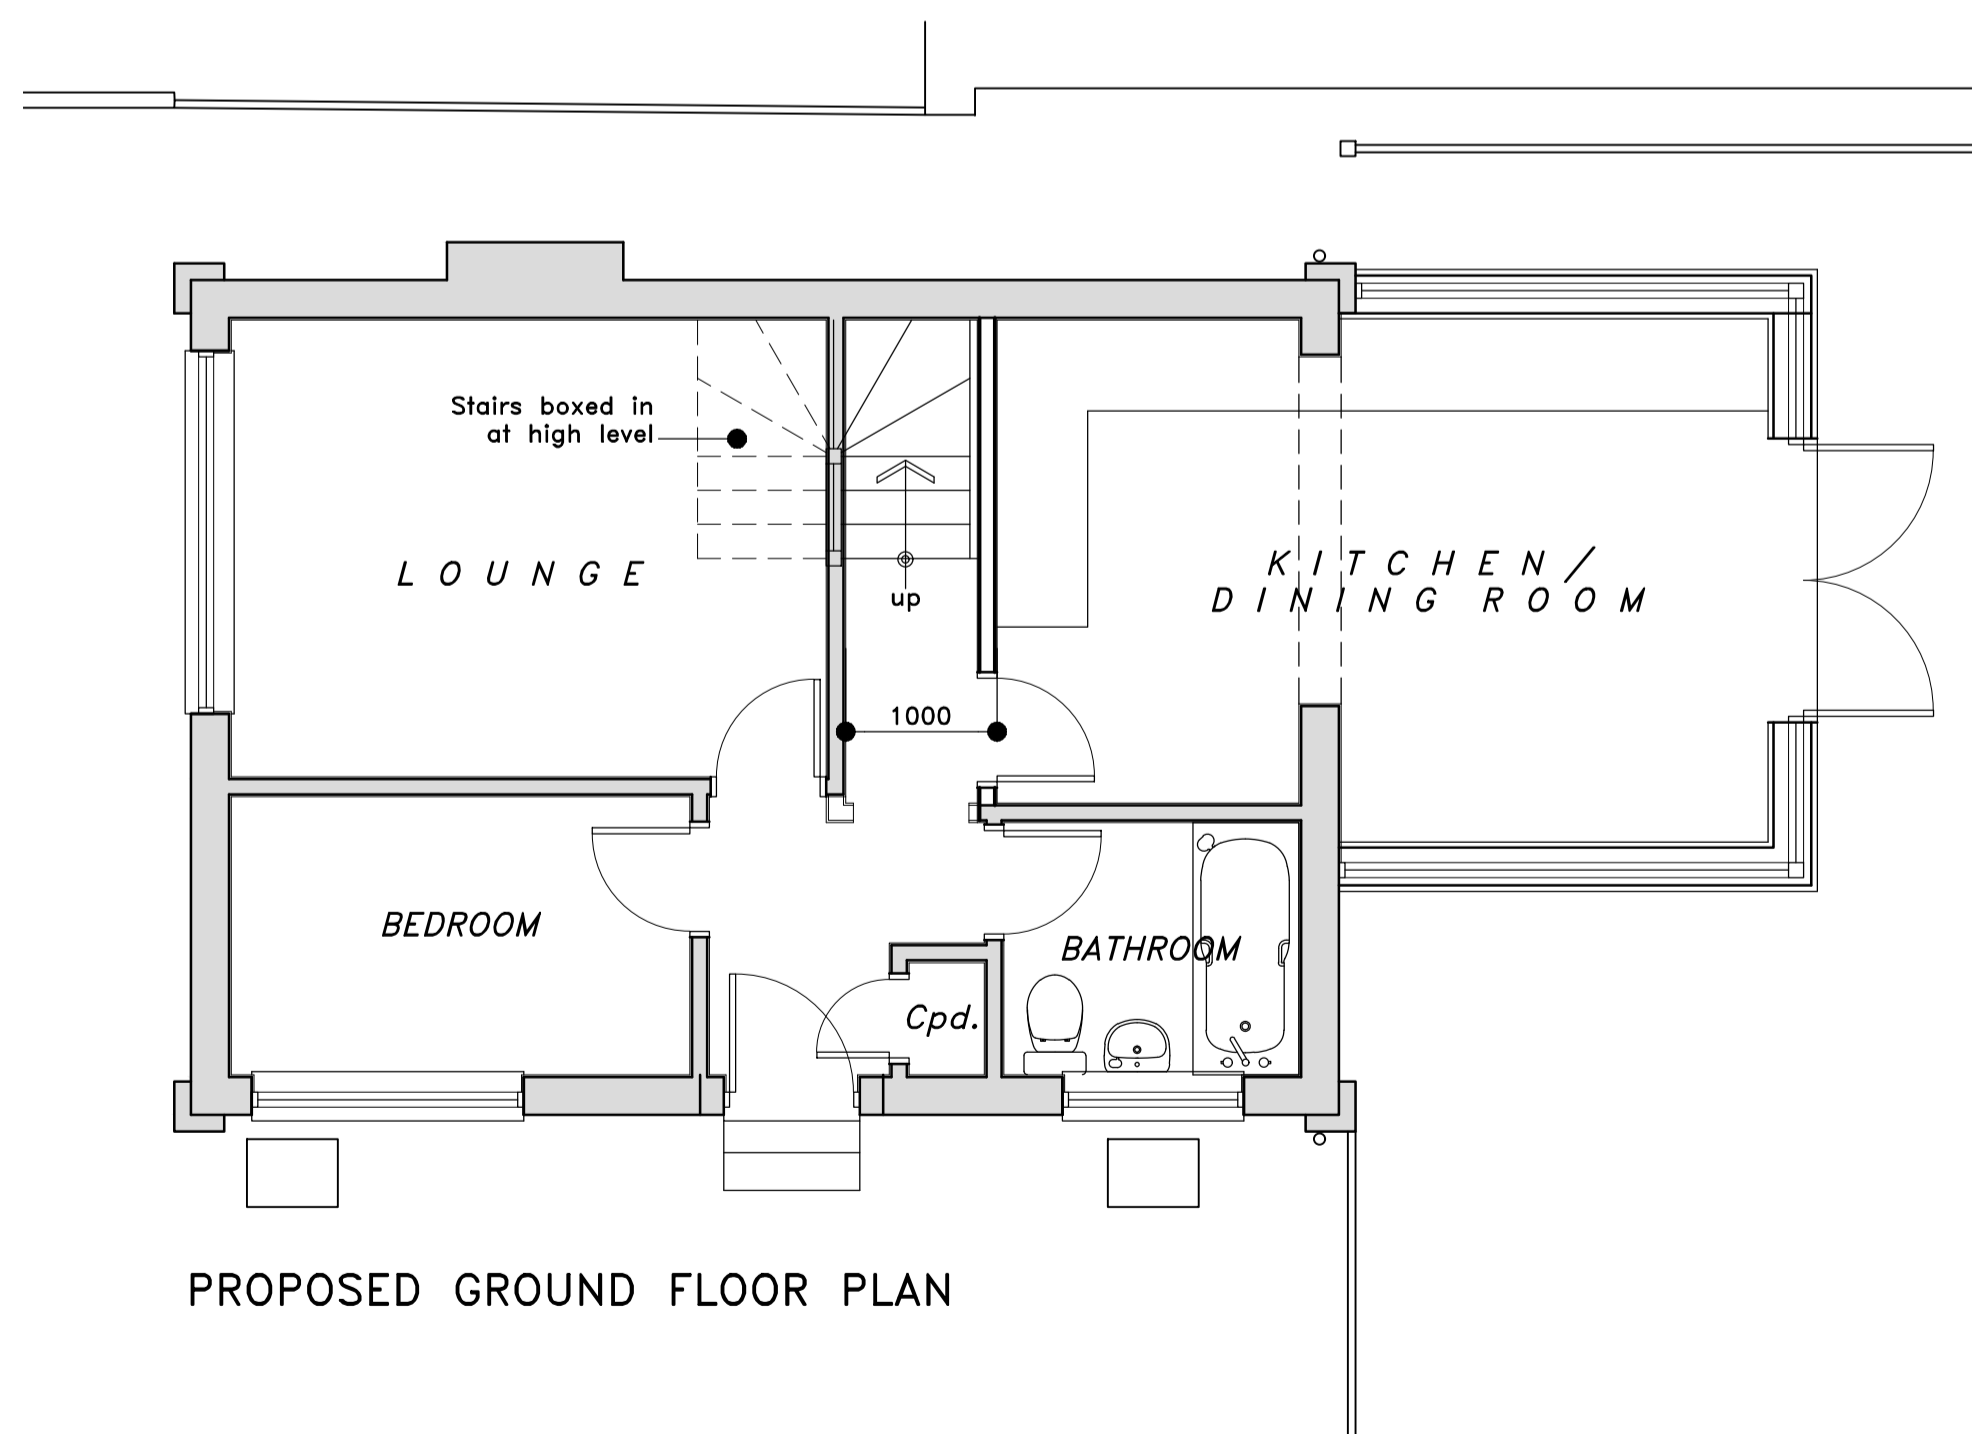 Stairs boxed in
at high level
LOUNGE
up
KITCHEN/
DINING ROOM
1000
BEDROOM
BATHROOM
Cpd.
PROPOSED GROUND FLOOR PLAN